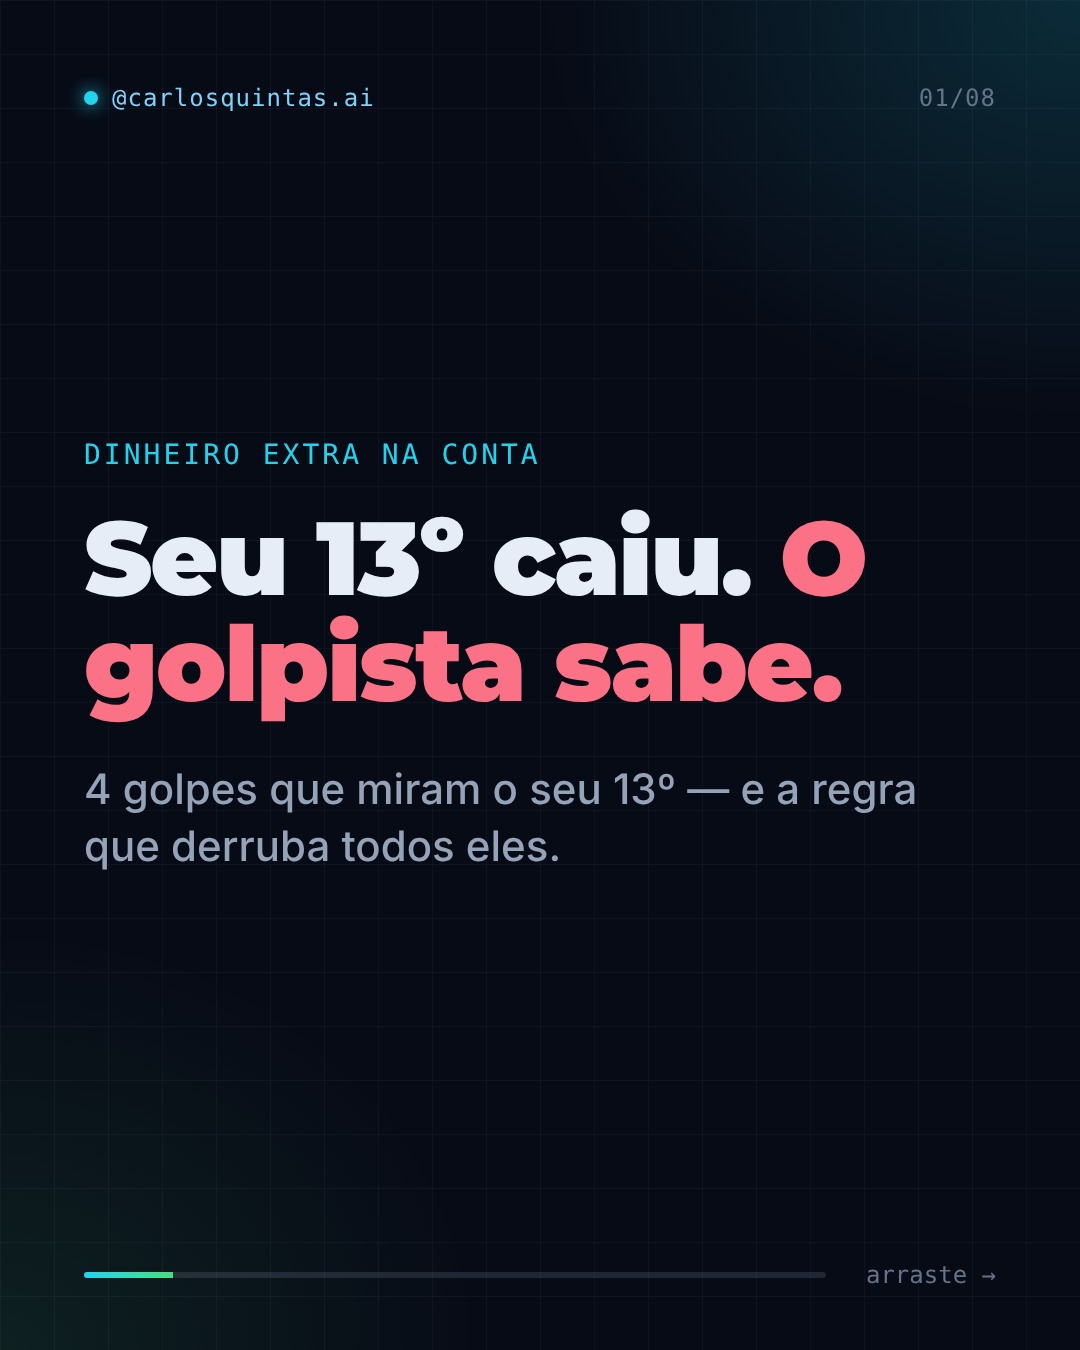 @carlosquintas.ai
01/08
DINHEIRO EXTRA NA CONTA
Seu 13º caiu. O
golpista sabe.
4 golpes que miram o seu 13º — e a regra
que derruba todos eles.
arraste →